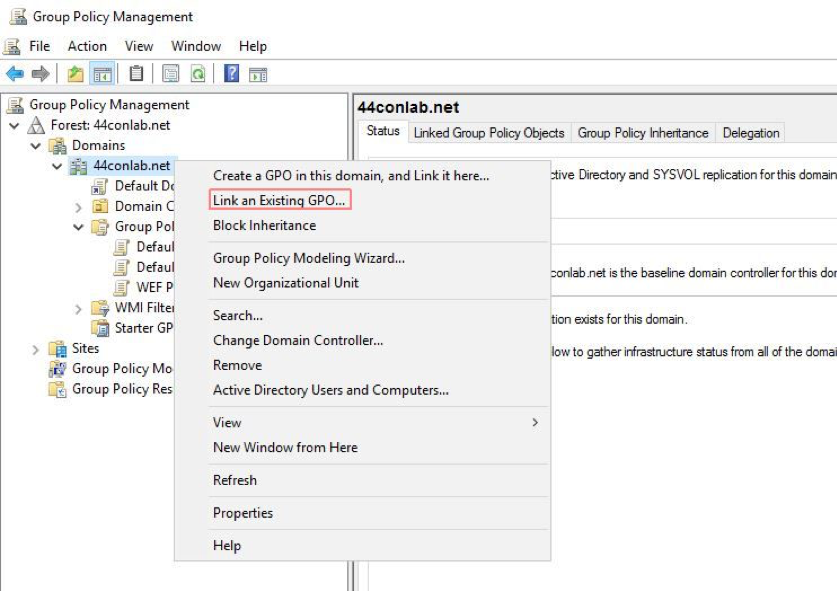 Group Policy Management
File Action View Window Help
Group Policy Management
Forest: 44conlab.net
Domains
44conlab.net
Default Do
Domain C
Group Pol
Defaul
Defaul
WEF P
WMI Filter
Starter GP
Sites
Group Policy Mo
Group Policy Res
Create a GPO in this domain, and Link it here...
Link an Existing GPO...
Block Inheritance
Group Policy Modeling Wizard...
New Organizational Unit
Search...
Change Domain Controller...
Remove
Active Directory Users and Computers...
View
New Window from Here
Refresh
Properties
Help
44conlab.net
Status Linked Group Policy Objects Group Policy Inheritance Delegation
ctive Directory and SYSVOL replication for this domain
conlab.net is the baseline domain controller for this dom
tion exists for this domain.
low to gather infrastructure status from all of the domai